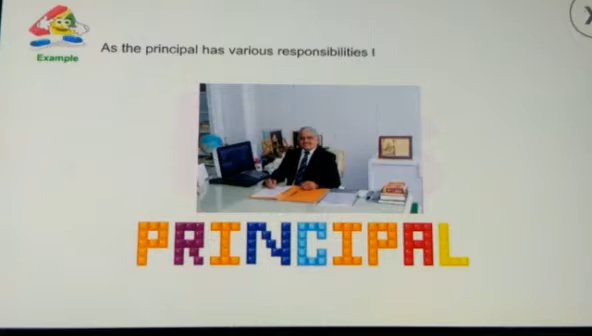 As the principal has various responsibilities !
Example
PRINCIPAL